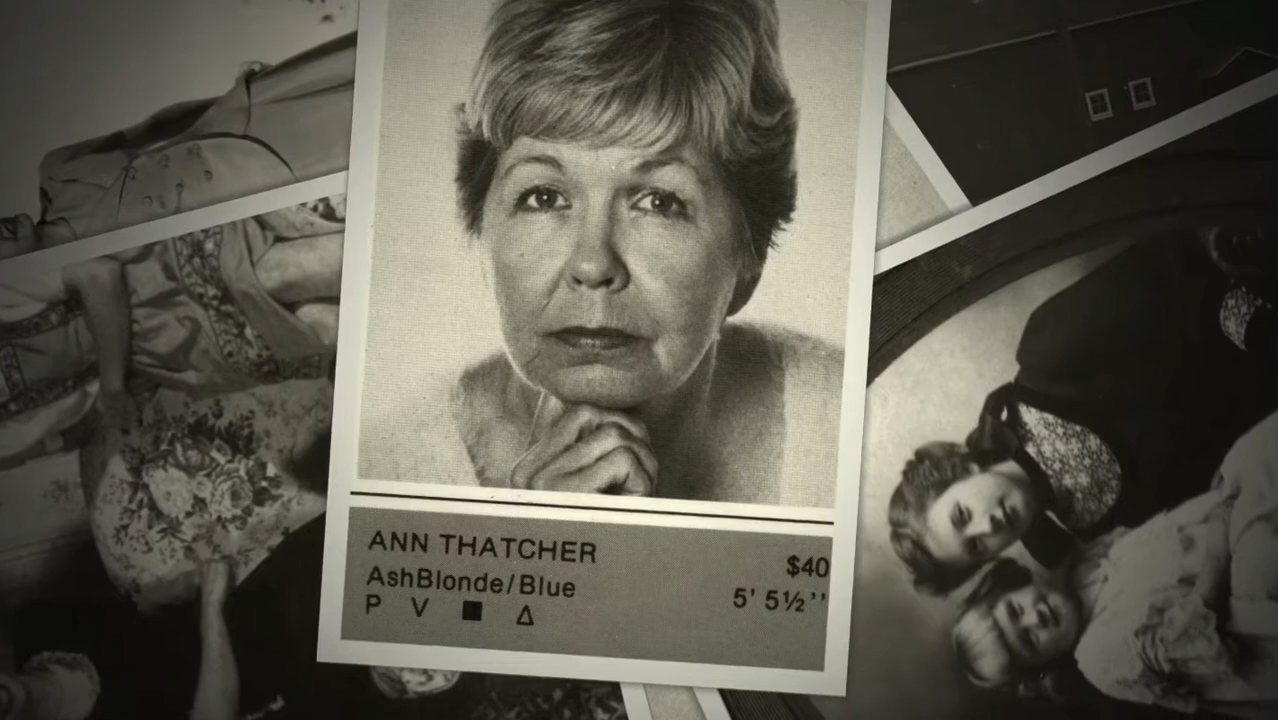 ANN THATCHER $40
AshBlonde/Blue 5' 5½''
P V ■ Δ